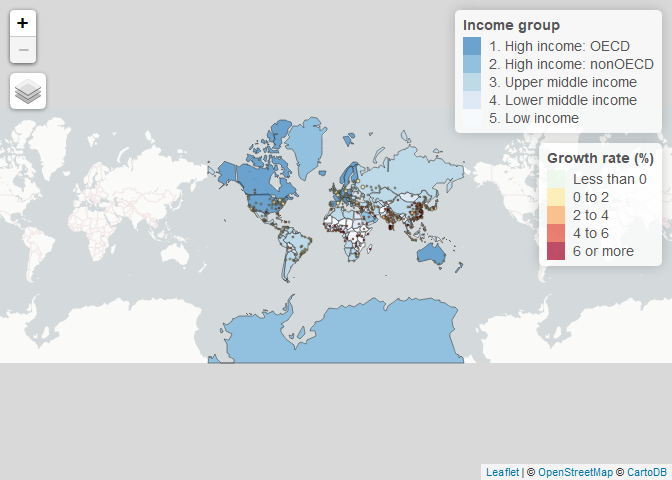 +
−
Income group
1. High income: OECD
2. High income: nonOECD
3. Upper middle income
4. Lower middle income
5. Low income
Growth rate (%)
Less than 0
0 to 2
2 to 4
4 to 6
6 or more
Leaflet | © OpenStreetMap © CartoDB